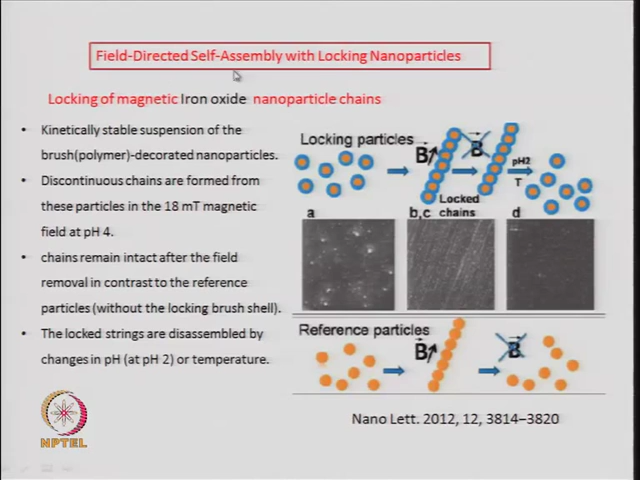 Field-Directed Self-Assembly with Locking Nanoparticles
Locking of magnetic Iron oxide nanoparticle chains
• Kinetically stable suspension of the
brush(polymer)-decorated nanoparticles.
• Discontinuous chains are formed from
these particles in the 18 mT magnetic
field at pH 4.
• chains remain intact after the field
removal in contrast to the reference
particles (without the locking brush shell).
• The locked strings are disassembled by
changes in pH (at pH 2) or temperature.
Locking particles
B
B
pH2
T
Locked
chains
a
b,c
d
Reference particles
B
B
Nano Lett. 2012, 12, 3814–3820
NPTEL